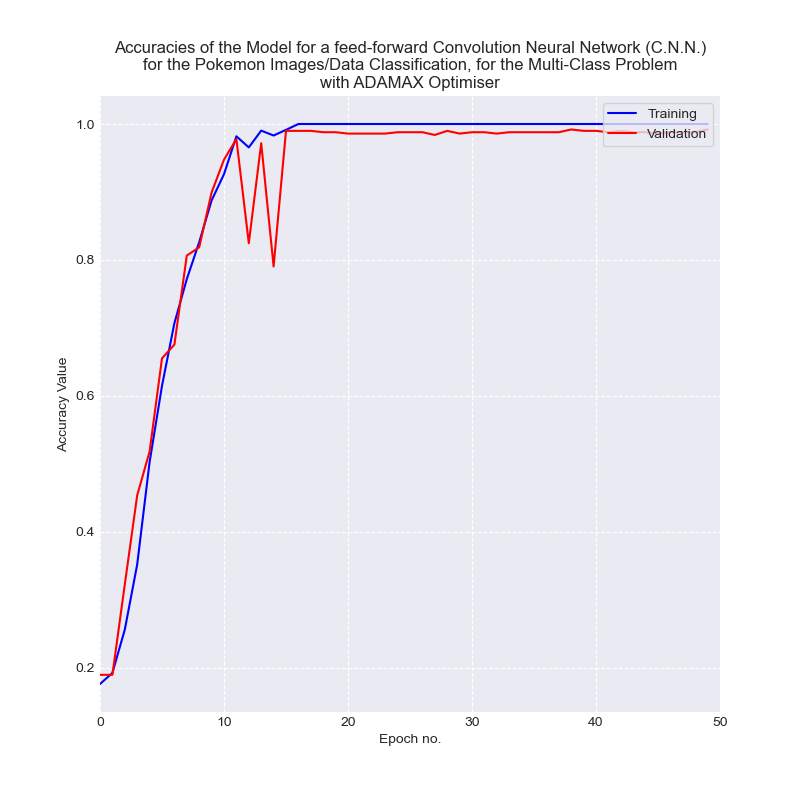 Accuracies of the Model for a feed-forward Convolution Neural Network (C.N.N.)
for the Pokemon Images/Data Classification, for the Multi-Class Problem
with ADAMAX Optimiser
Training
Validation
1.0
0.8
0.6
0.4
0.2
Accuracy Value
0 10 20 30 40 50
Epoch no.